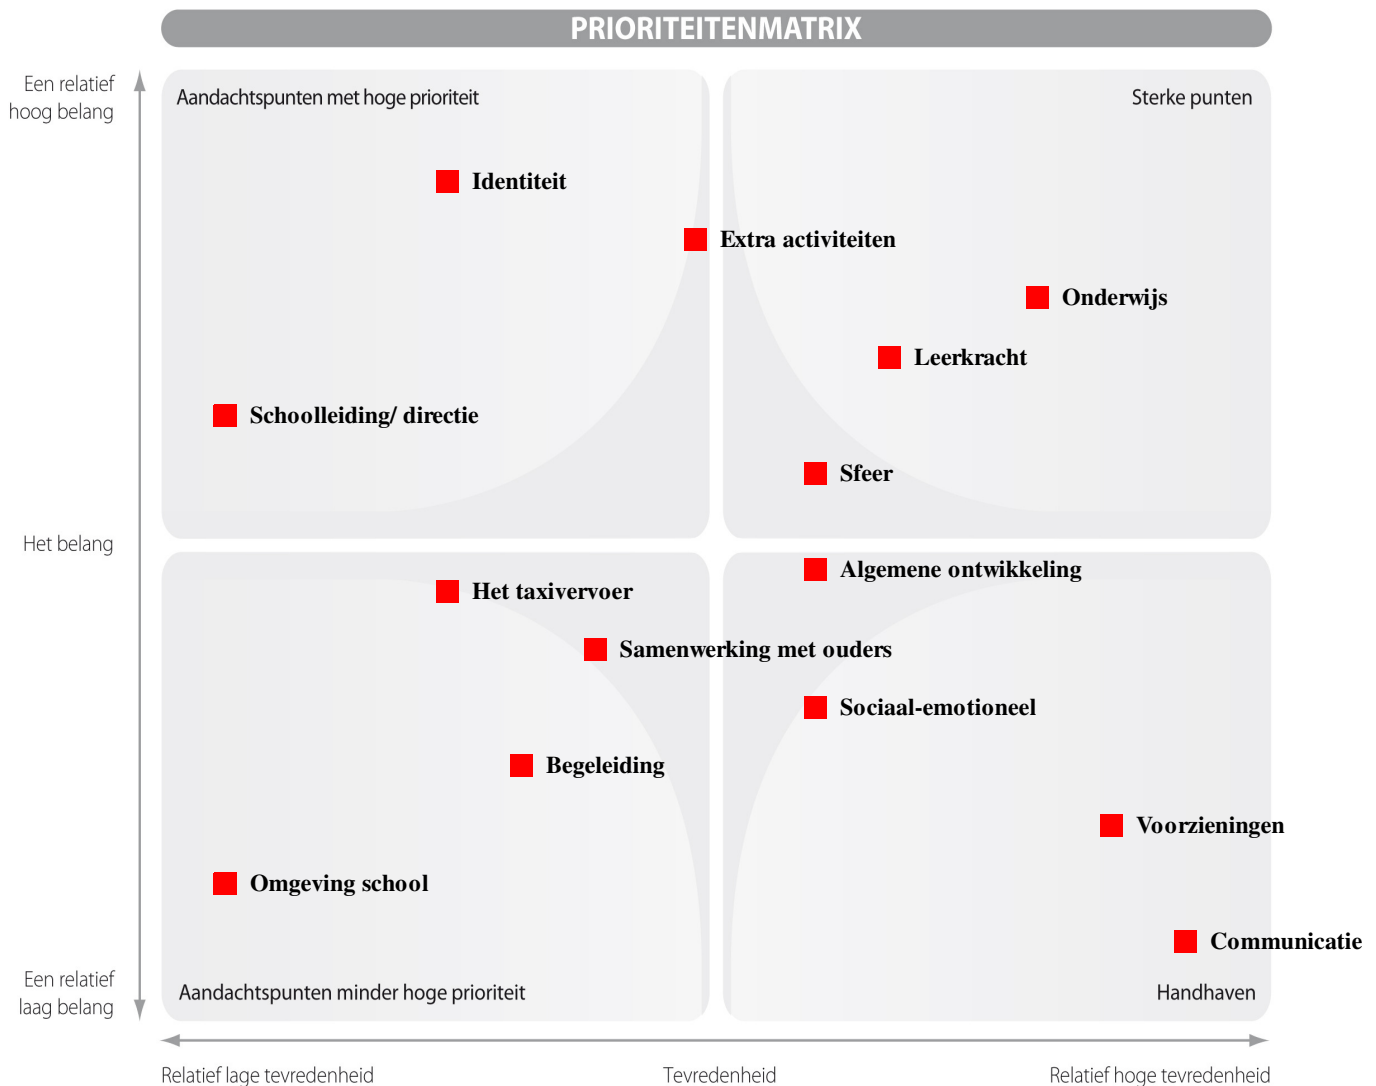 PRIORITEITENMATRIX
Een relatief
hoog belang
Aandachtspunten met hoge prioriteit
Sterke punten
Identiteit
Extra activiteiten
Onderwijs
Leerkracht
Schoolleiding/ directie
Sfeer
Het belang
Algemene ontwikkeling
Het taxivervoer
Samenwerking met ouders
Sociaal-emotioneel
Begeleiding
Voorzieningen
Omgeving school
Communicatie
Een relatief
laag belang
Aandachtspunten minder hoge prioriteit
Handhaven
Relatief lage tevredenheid
Tevredenheid
Relatief hoge tevredenheid